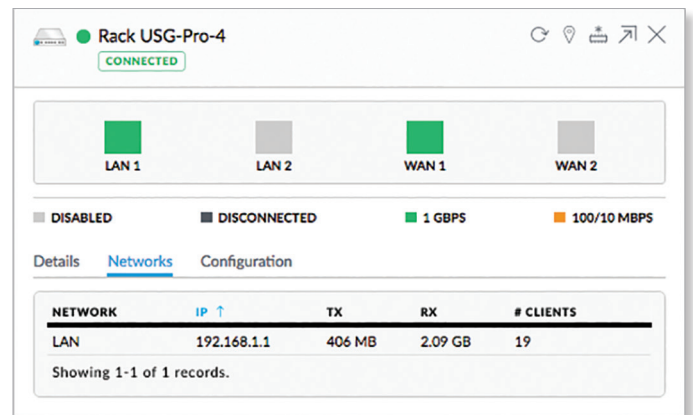 Rack USG-Pro-4
CONNECTED
LAN 1 LAN 2 WAN 1 WAN 2
DISABLED DISCONNECTED 1 GBPS 100/10 MBPS
Details Networks Configuration
NETWORK IP ↑ TX RX # CLIENTS
LAN 192.168.1.1 406 MB 2.09 GB 19
Showing 1-1 of 1 records.